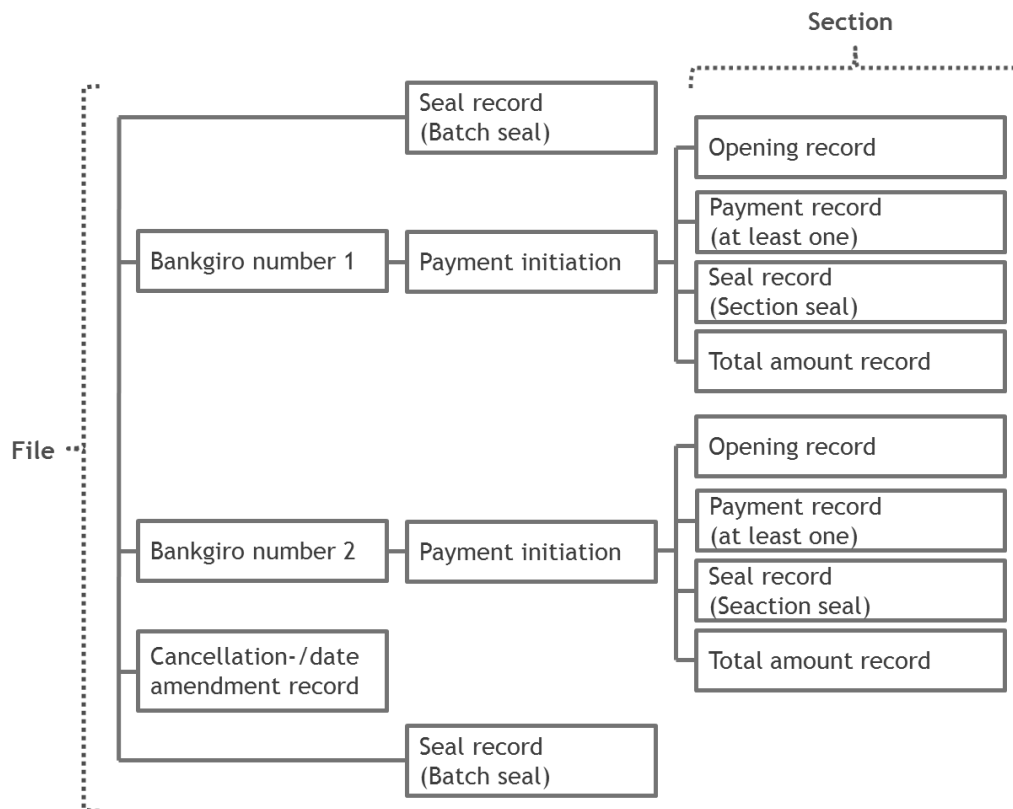 Section
Seal record
(Batch seal)
Opening record
Payment record
(at least one)
Bankgiro number 1
Payment initiation
Seal record
(Section seal)
Total amount record
File
Opening record
Payment record
(at least one)
Bankgiro number 2
Payment initiation
Seal record
(Seaction seal)
Cancellation-/date
amendment record
Total amount record
Seal record
(Batch seal)